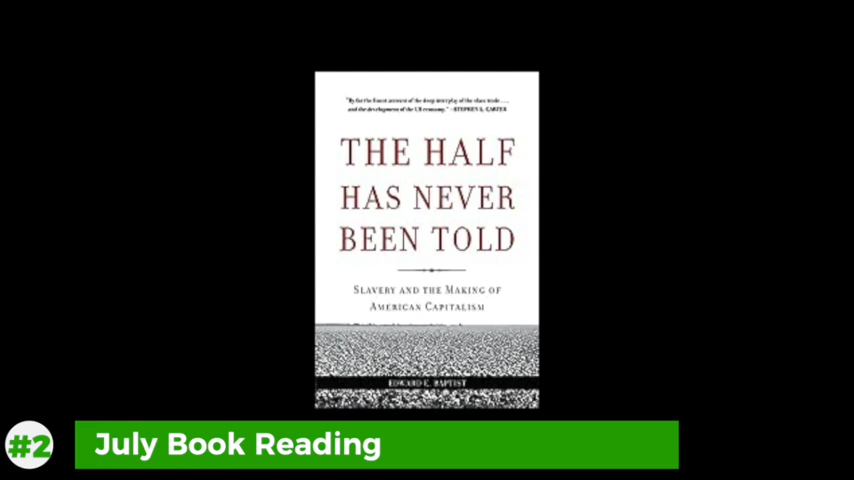 "By far the finest account of the deep interplay of the slave trade . . .
and the development of the US economy." —STEPHEN L. CARTER
THE HALF
HAS NEVER
BEEN TOLD
SLAVERY AND THE MAKING OF
AMERICAN CAPITALISM
EDWARD E. BAPTIST
#2
July Book Reading